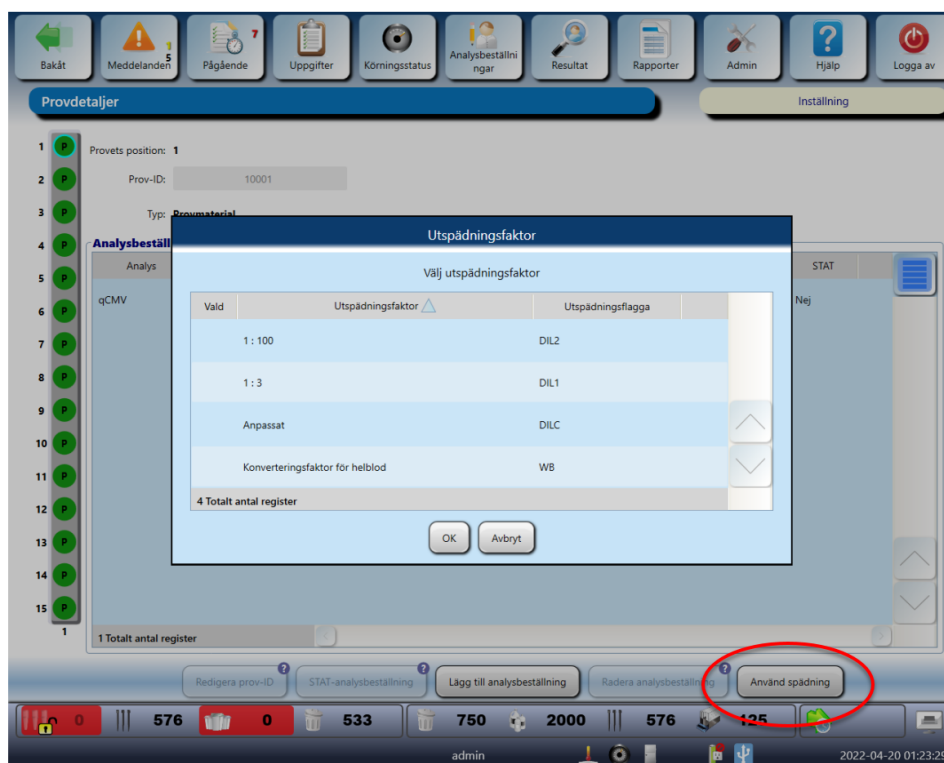 Bakåt
Meddelanden
1
5
Pågående
7
Uppgifter
Körningsstatus
Analysbeställni
ngar
Resultat
Rapporter
Admin
Hjälp
Logga av
Provdetaljer
Inställning
1 P Provets position: 1
2 P Prov-ID: 10001
3 P Typ: Provmaterial
4 P Analysbeställ
Analys STAT
5 P
qCMV Nej
6 P
7 P
8 P
9 P
10 P
11 P
12 P
13 P
14 P
15 P
1
Utspädningsfaktor
Välj utspädningsfaktor
Vald Utspädningsfaktor Utspädningsflagga
1 : 100 DIL2
1 : 3 DIL1
Anpassat DILC
Konverteringsfaktor för helblod WB
4 Totalt antal register
OK Avbryt
1 Totalt antal register
Redigera prov-ID ? STAT-analysbeställning ? Lägg till analysbeställning Radera analysbeställning ? Använd spädning
0 576 0 533 750 2000 576 125
admin 2022-04-20 01:23:29